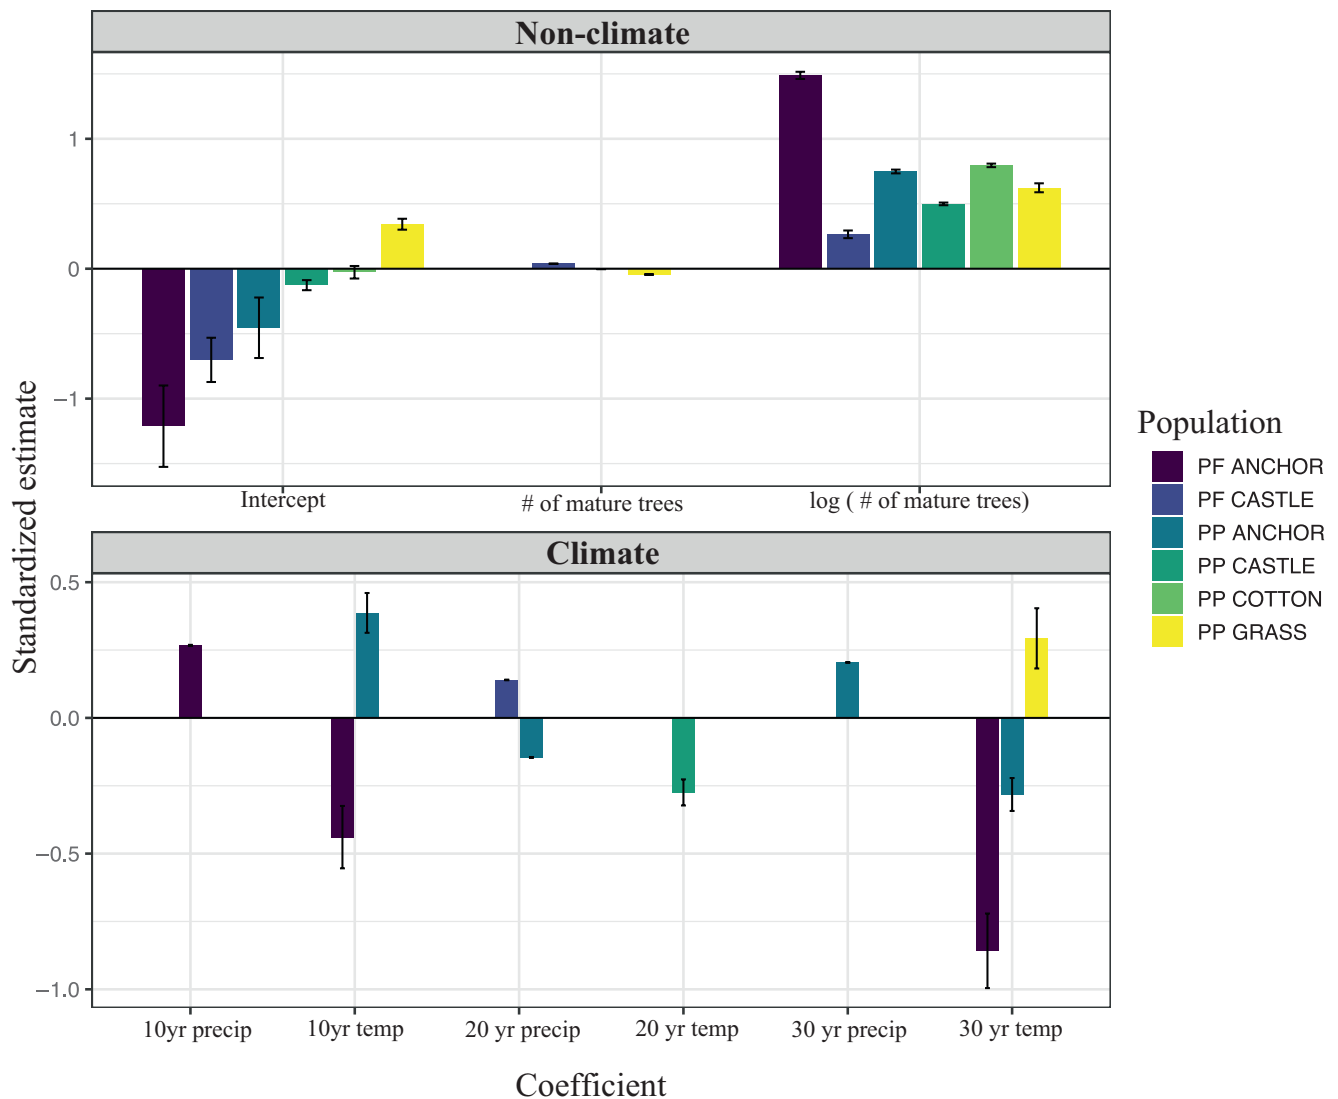 Non-climate
1
0
−1
Intercept
# of mature trees
log ( # of mature trees)
Standardized estimate
Climate
0.5
0.0
−0.5
−1.0
10yr precip
10yr temp
20 yr precip
20 yr temp
30 yr precip
30 yr temp
Coefficient
Population
PF ANCHOR
PF CASTLE
PP ANCHOR
PP CASTLE
PP COTTON
PP GRASS